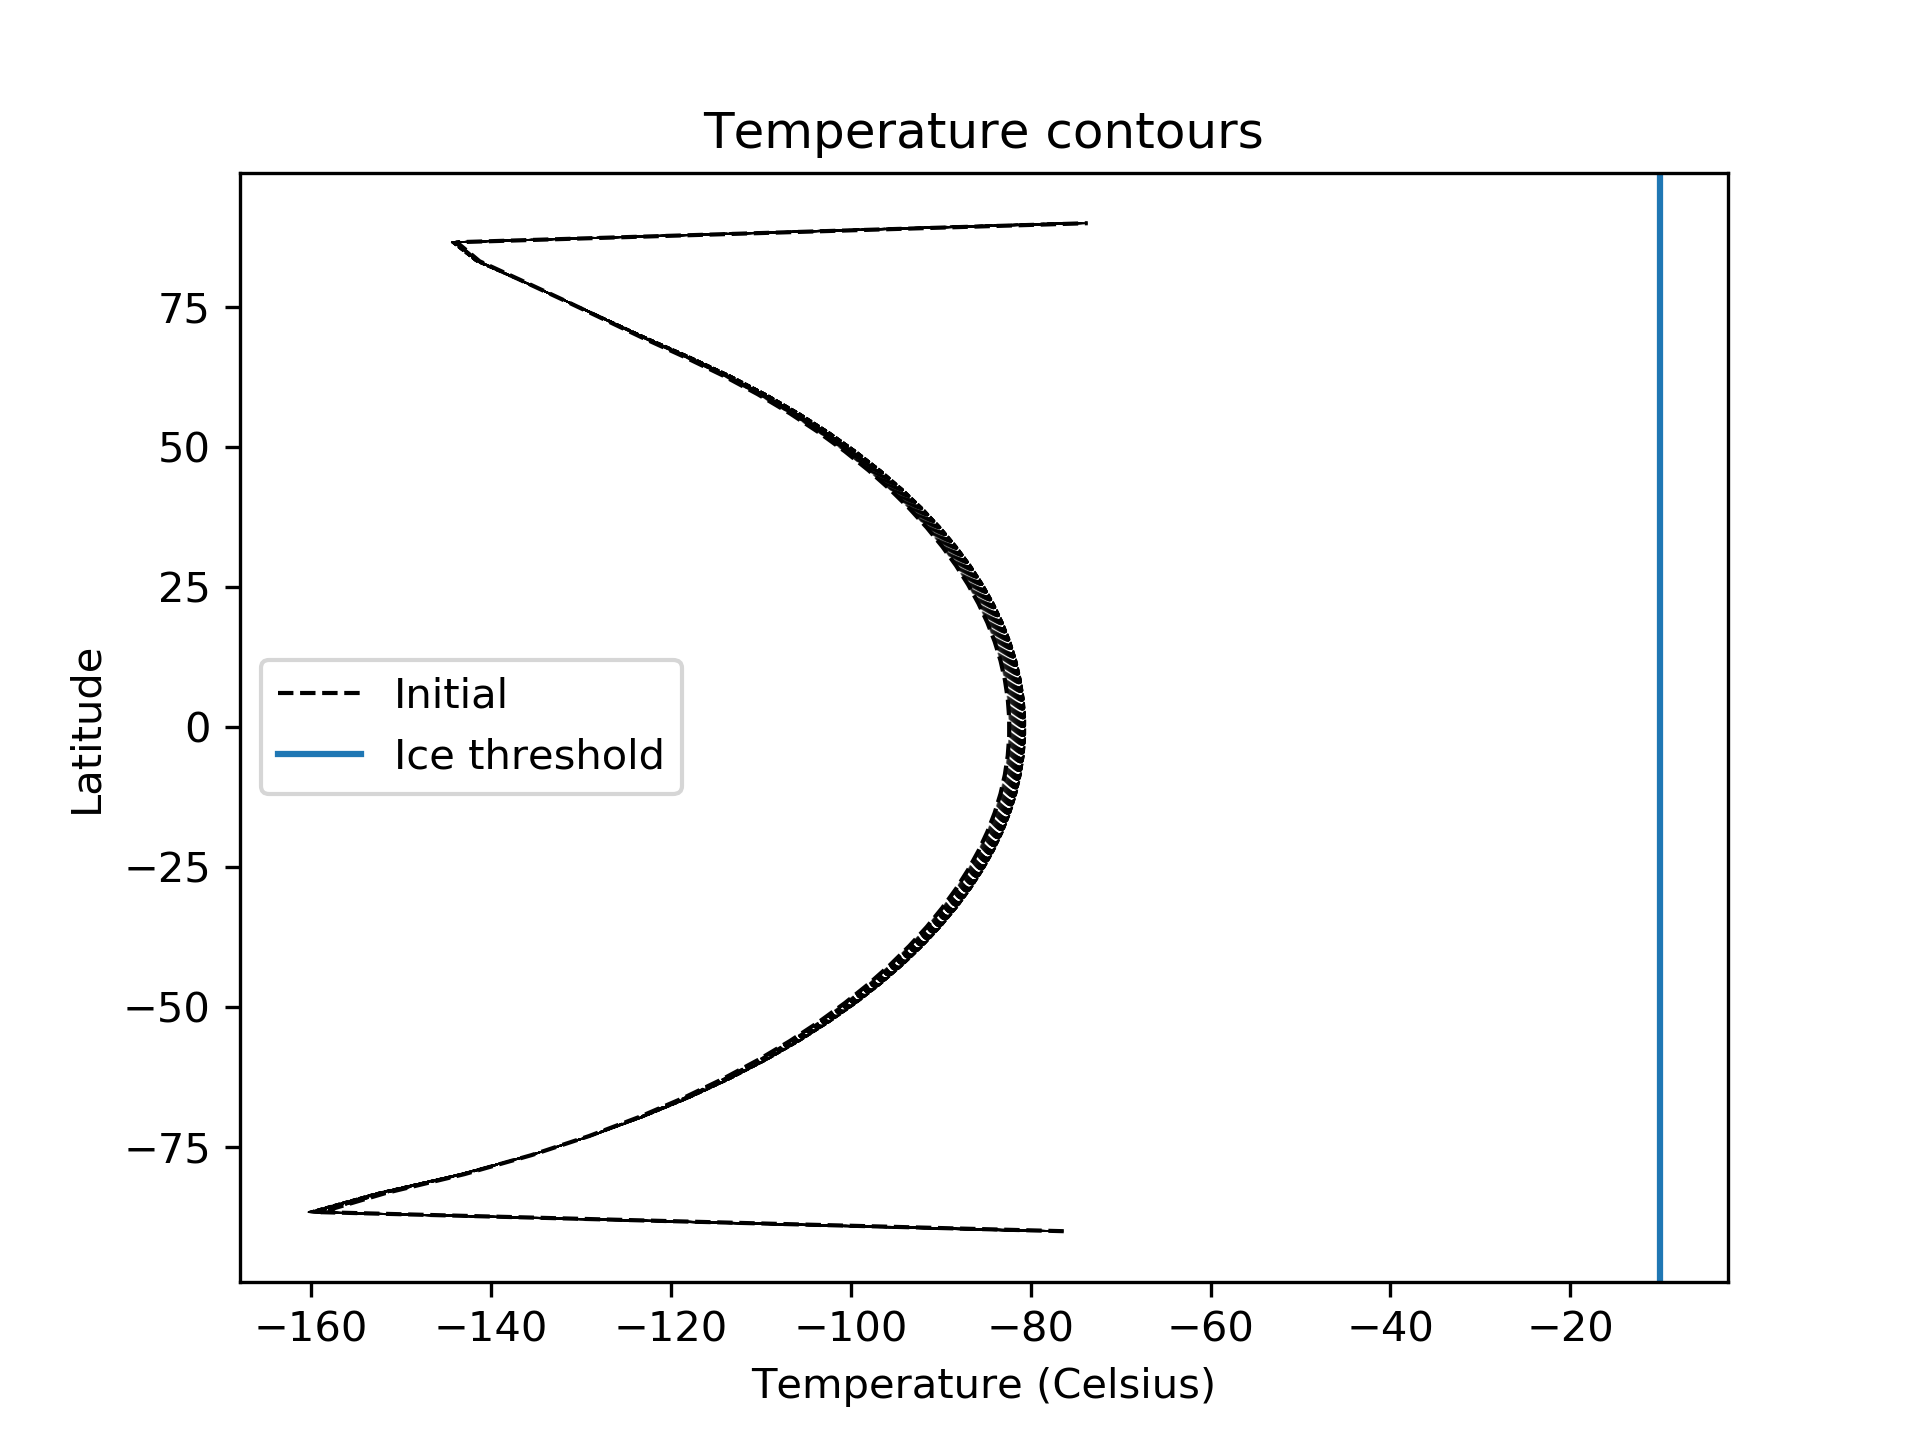 Temperature contours
75
50
25
0
−25
−50
−75
Latitude
Initial
Ice threshold
−160 −140 −120 −100 −80 −60 −40 −20
Temperature (Celsius)